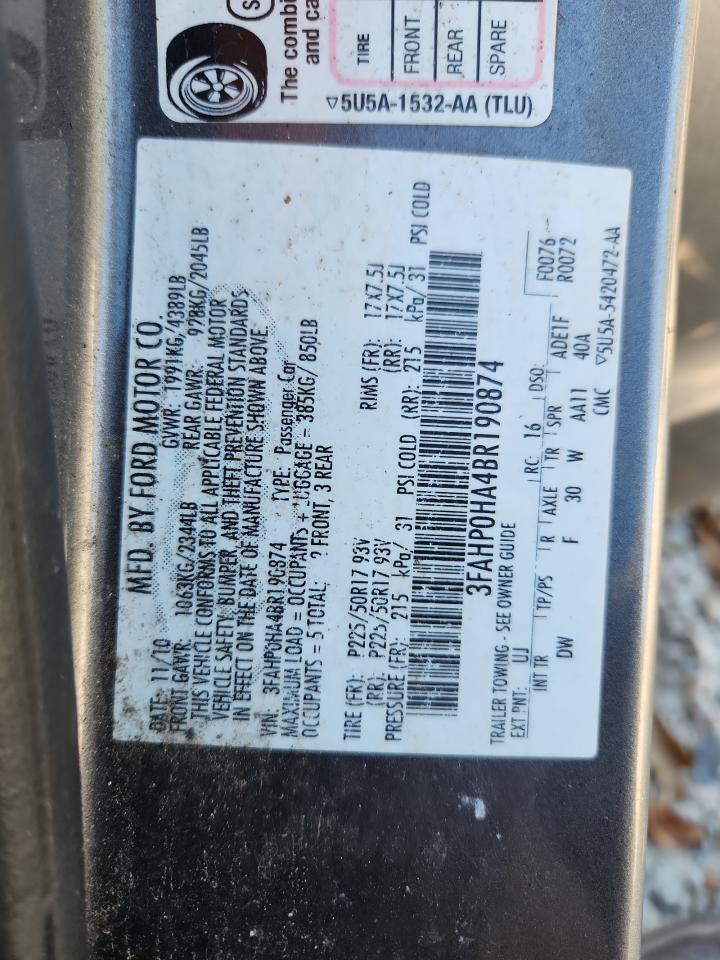 The combi
and ca
TIRE
FRONT
REAR
SPARE
▽5U5A-1532-AA (TLU)
MFD. BY FORD MOTOR CO.
DATE: 11/10 GVWR: 1991KG/4389LB
FRONT GAWR: 1063KG/2344LB REAR GAWR: 978KG/2045LB
THIS VEHICLE CONFORMS TO ALL APPLICABLE FEDERAL MOTOR
VEHICLE SAFETY, BUMPER, AND THEFT PREVENTION STANDARDS
IN EFFECT ON THE DATE OF MANUFACTURE SHOWN ABOVE
VIN: 3FAHP0HA4BR190874 TYPE: Passenger Car
MAXIMUM LOAD = OCCUPANTS + LUGGAGE = 385KG/ 850LB
OCCUPANTS = 5 TOTAL; 2 FRONT, 3 REAR
TIRE (FR): P225/50R17 93V RIMS (FR): 17X7.5J
(RR): P225/50R17 93V (RR): 17X7.5J
PRESSURE (FR): 215 kPa/ 31 PSI COLD (RR): 215 kPa/ 31 PSI COLD
3FAHP0HA4BR190874
TRAILER TOWING - SEE OWNER GUIDE
EXT PNT: UJ RC: 16 DSO: F0076
R0072
INT TR TP/PS R AXLE TR SPR ADE1F
DW F 30 W AA11 40A
CMC ▽5U5A-5420472-AA